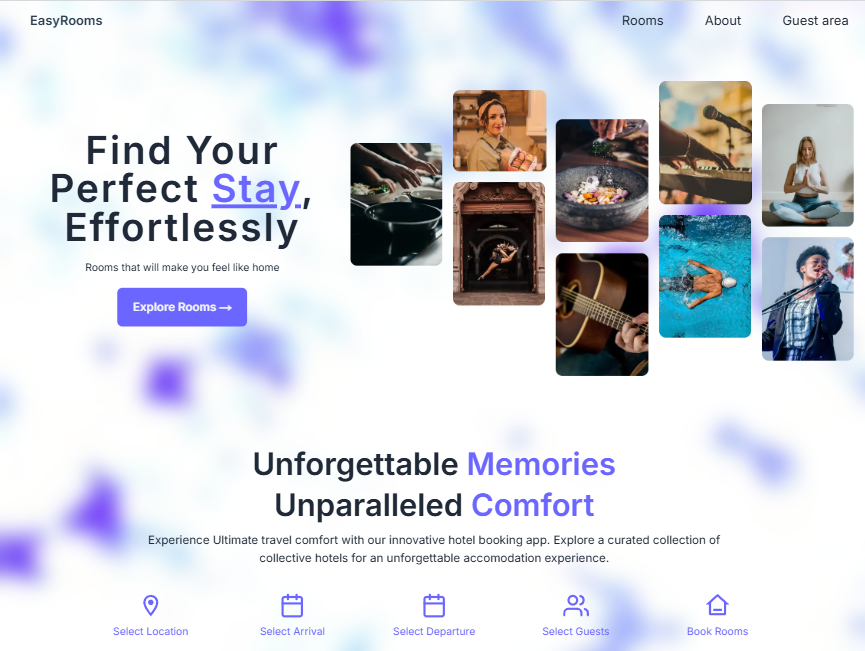 EasyRooms
Rooms About Guest area
Find Your
Perfect Stay,
Effortlessly
Rooms that will make you feel like home
Explore Rooms →
Unforgettable Memories
Unparalleled Comfort
Experience Ultimate travel comfort with our innovative hotel booking app. Explore a curated collection of
collective hotels for an unforgettable accomodation experience.
Select Location
Select Arrival
Select Departure
Select Guests
Book Rooms